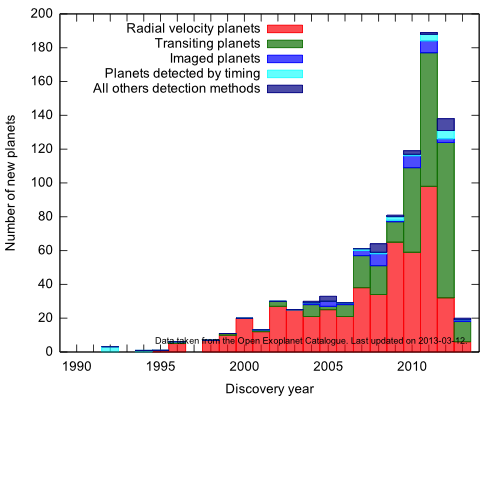 200
180
160
140
120
100
80
60
40
20
0
Number of new planets
Radial velocity planets
Transiting planets
Imaged planets
Planets detected by timing
All others detection methods
Data taken from the Open Exoplanet Catalogue. Last updated on 2013-03-12.
1990 1995 2000 2005 2010
Discovery year